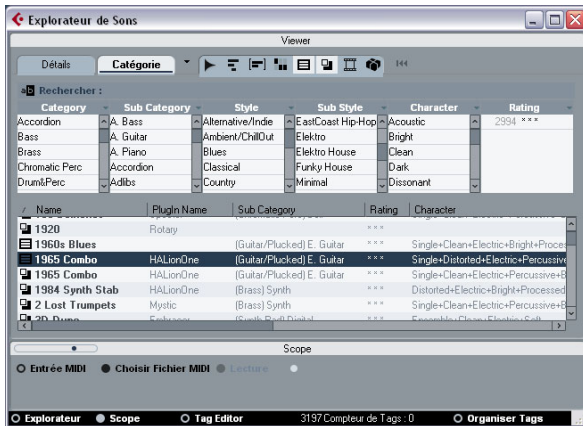 Explorateur de Sons
Viewer
Détails Catégorie
Rechercher :
Category Sub Category Style Sub Style Character Rating
Accordion A. Bass Alternative/Indie EastCoast Hip-Hop Acoustic 2994 ***
Bass A. Guitar Ambient/ChillOut Elektro Bright
Brass A. Piano Blues Elektro House Clean
Chromatic Perc Accordion Classical Funky House Dark
Drum&Perc Adlibs Country Minimal Dissonant
/ Name PlugIn Name Sub Category Rating Character
1920 Rotary ***
1960s Blues (Guitar/Plucked) E. Guitar *** Single+Clean+Electric+Bright+Proces
1965 Combo HALionOne (Guitar/Plucked) E. Guitar *** Single+Distorted+Electric+Percussive
1965 Combo HALionOne (Guitar/Plucked) E. Guitar *** Single+Clean+Electric+Percussive+B
1984 Synth Stab HALionOne (Brass) Synth *** Distorted+Electric+Bright+Processed
2 Lost Trumpets Mystic (Brass) Synth *** Single+Clean+Electric+Percussive+B
Scope
Entrée MIDI Choisir Fichier MIDI Lecture
Explorateur Scope Tag Editor 3197 Compteur de Tags : 0 Organiser Tags